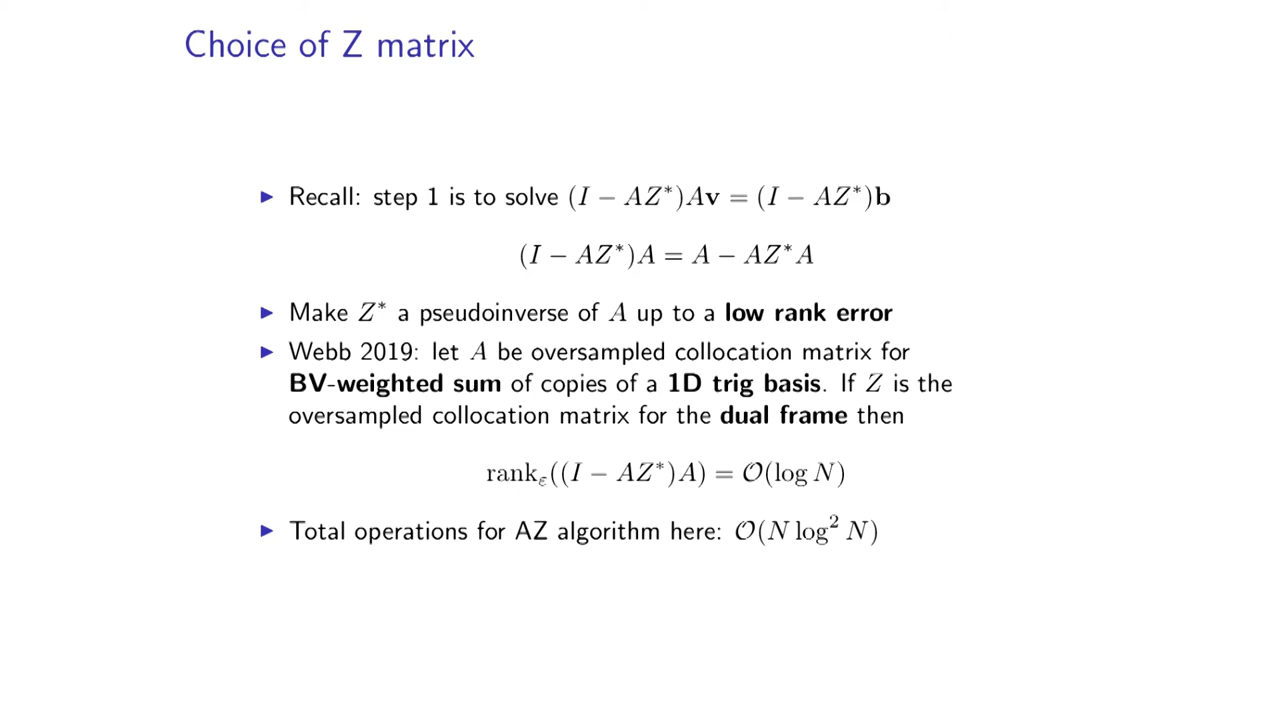 Choice of Z matrix
▶ Recall: step 1 is to solve (I − AZ*)Av = (I − AZ*)b
(I − AZ*)A = A − AZ*A
▶ Make Z* a pseudoinverse of A up to a low rank error
▶ Webb 2019: let A be oversampled collocation matrix for
BV-weighted sum of copies of a 1D trig basis. If Z is the
oversampled collocation matrix for the dual frame then
rank_ε((I − AZ*)A) = 𝒪(log N)
▶ Total operations for AZ algorithm here: 𝒪(N log² N)